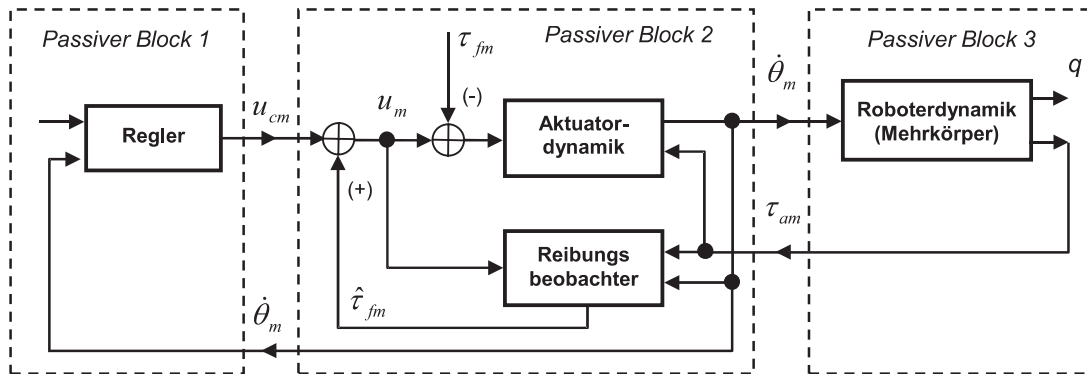 Passiver Block 1
Passiver Block 2
Passiver Block 3
τ_fm
θ̇_m
q
u_cm
u_m
(-)
Regler
Aktuator-
dynamik
Roboterdynamik
(Mehrkörper)
(+)
τ_am
Reibungs
beobachter
τ̂_fm
θ̇_m